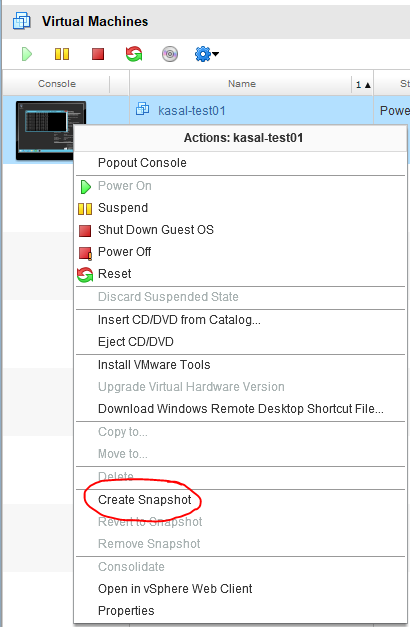 Virtual Machines
Console Name 1 ▲ St
kasal-test01 Powe
Actions: kasal-test01
Popout Console
Power On
Suspend
Shut Down Guest OS
Power Off
Reset
Discard Suspended State
Insert CD/DVD from Catalog...
Eject CD/DVD
Install VMware Tools
Upgrade Virtual Hardware Version
Download Windows Remote Desktop Shortcut File...
Copy to...
Move to...
Delete...
Create Snapshot
Revert to Snapshot
Remove Snapshot
Consolidate
Open in vSphere Web Client
Properties